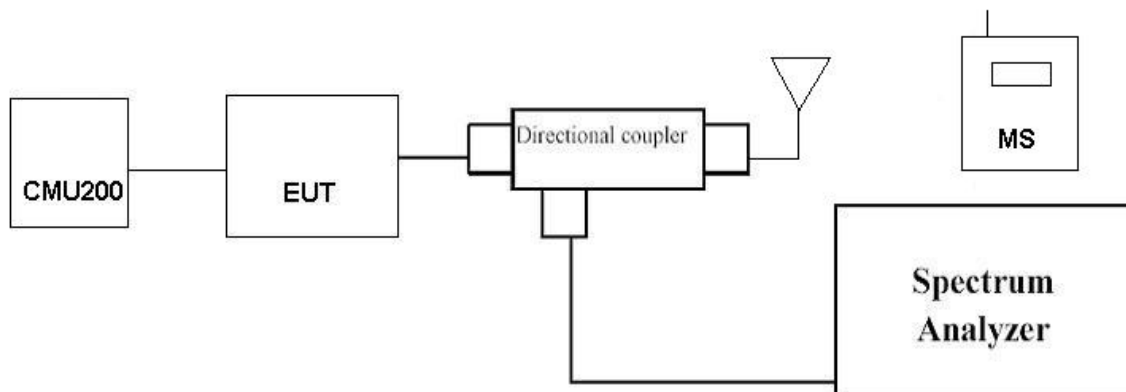 CMU200
EUT
Directional coupler
MS
Spectrum
Analyzer